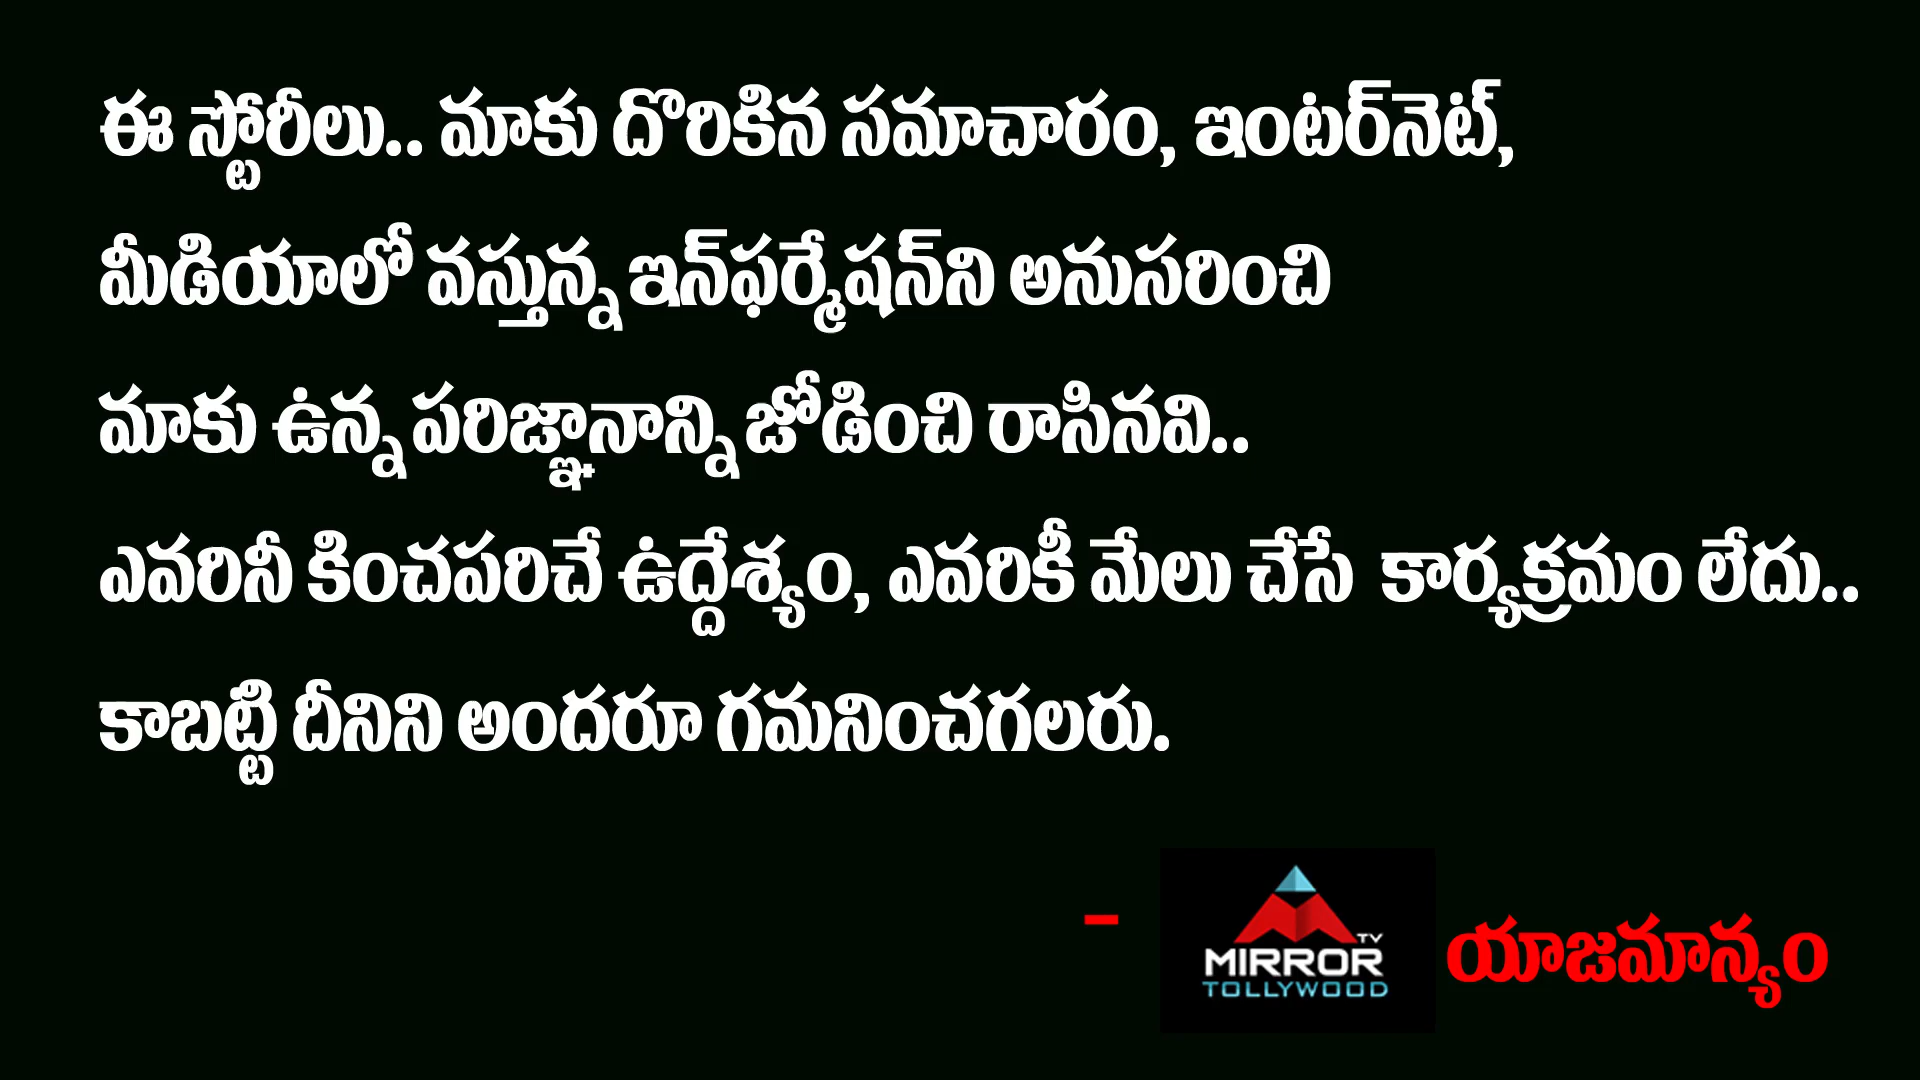 ఈ స్టోరీలు.. మాకు దొరికిన సమాచారం, ఇంటర్‌నెట్,
మీడియాలో వస్తున్న ఇన్‌ఫర్మేషన్‌ని అనుసరించి
మాకు ఉన్న పరిజ్ఞానాన్ని జోడించి రాసినవి..
ఎవరినీ కించపరిచే ఉద్దేశ్యం, ఎవరికీ మేలు చేసే కార్యక్రమం లేదు..
కాబట్టి దీనిని అందరూ గమనించగలరు.
- MIRROR TV TOLLYWOOD యాజమాన్యం